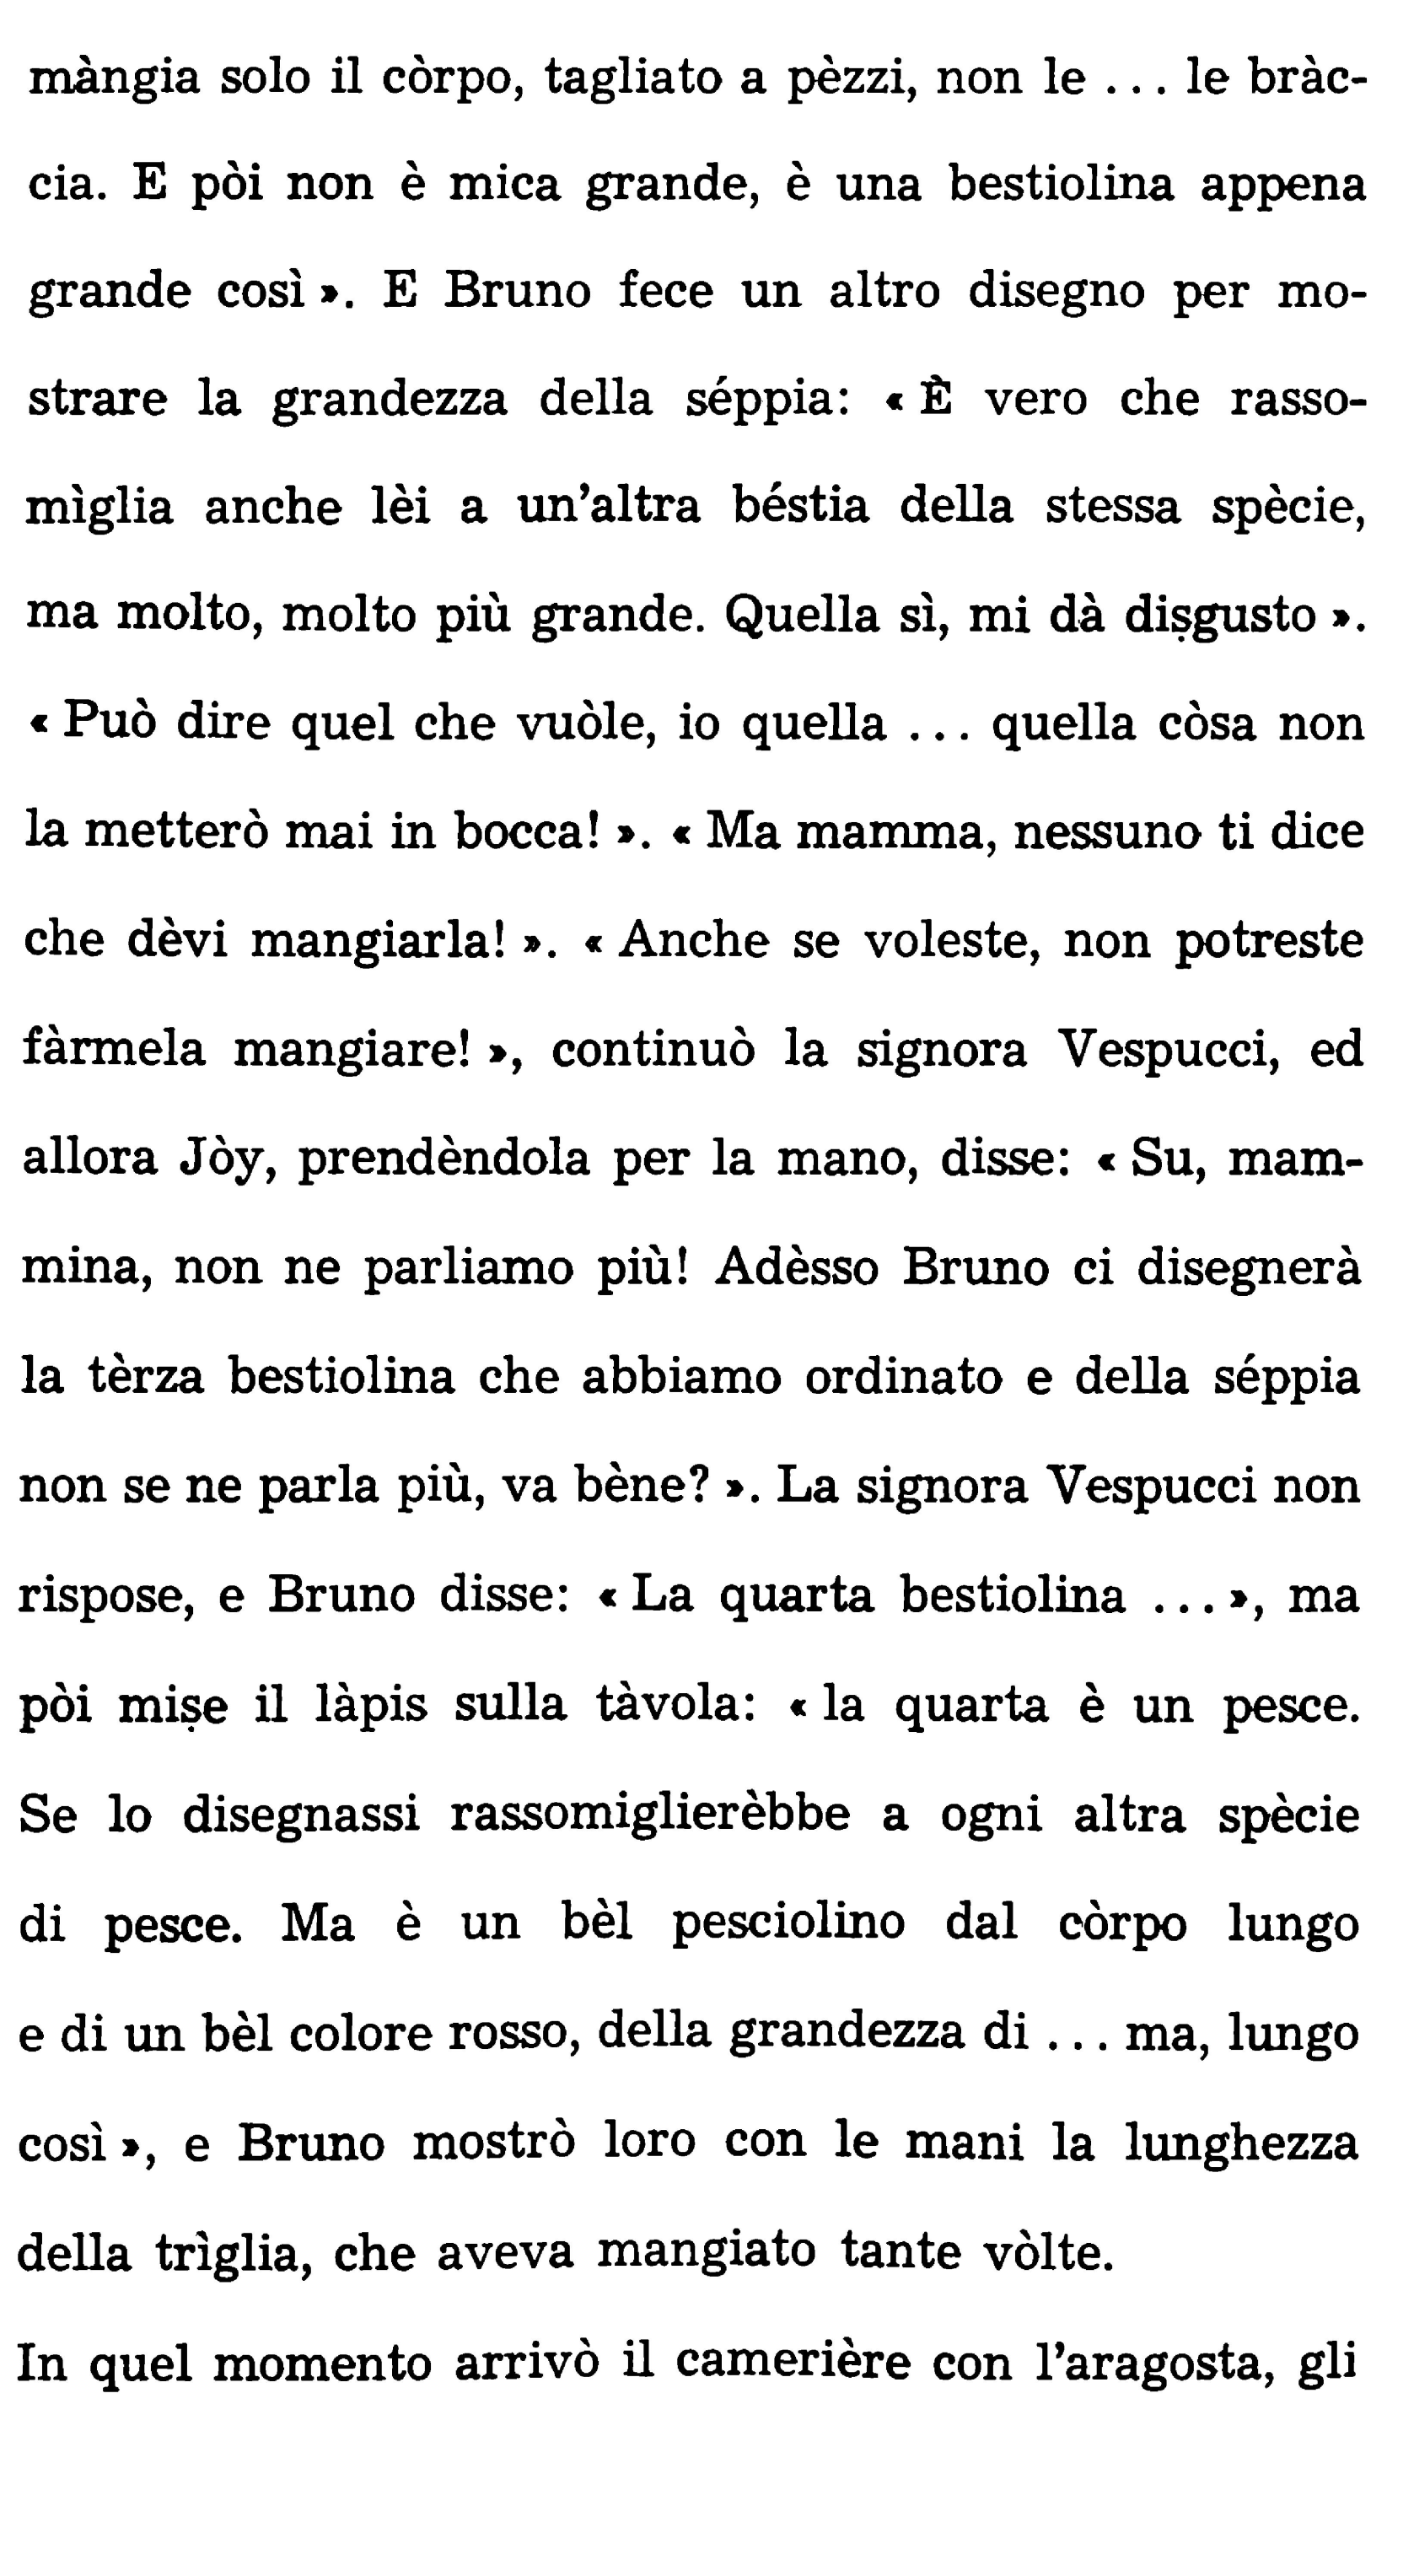 màngia solo il còrpo, tagliato a pèzzi, non le ... le bràc-
cia. E pòi non è mica grande, è una bestiolina appena
grande così ». E Bruno fece un altro disegno per mo-
strare la grandezza della séppia: « È vero che rasso-
mìglia anche lèi a un'altra béstia della stessa spècie,
ma molto, molto più grande. Quella sì, mi dà diṣgusto ».
« Può dire quel che vuòle, io quella ... quella còsa non
la metterò mai in bocca! ». « Ma mamma, nessuno ti dice
che dèvi mangiarla! ». « Anche se voleste, non potreste
fàrmela mangiare! », continuò la signora Vespucci, ed
allora Jòy, prendèndola per la mano, disse: « Su, mam-
mina, non ne parliamo più! Adèsso Bruno ci disegnerà
la tèrza bestiolina che abbiamo ordinato e della séppia
non se ne parla più, va bène? ». La signora Vespucci non
rispose, e Bruno disse: « La quarta bestiolina ... », ma
pòi miṣe il làpis sulla tàvola: « la quarta è un pesce.
Se lo disegnassi rassomiglierèbbe a ogni altra spècie
di pesce. Ma è un bèl pesciolino dal còrpo lungo
e di un bèl colore rosso, della grandezza di ... ma, lungo
così », e Bruno mostrò loro con le mani la lunghezza
della trìglia, che aveva mangiato tante vòlte.
In quel momento arrivò il camerière con l'aragosta, gli